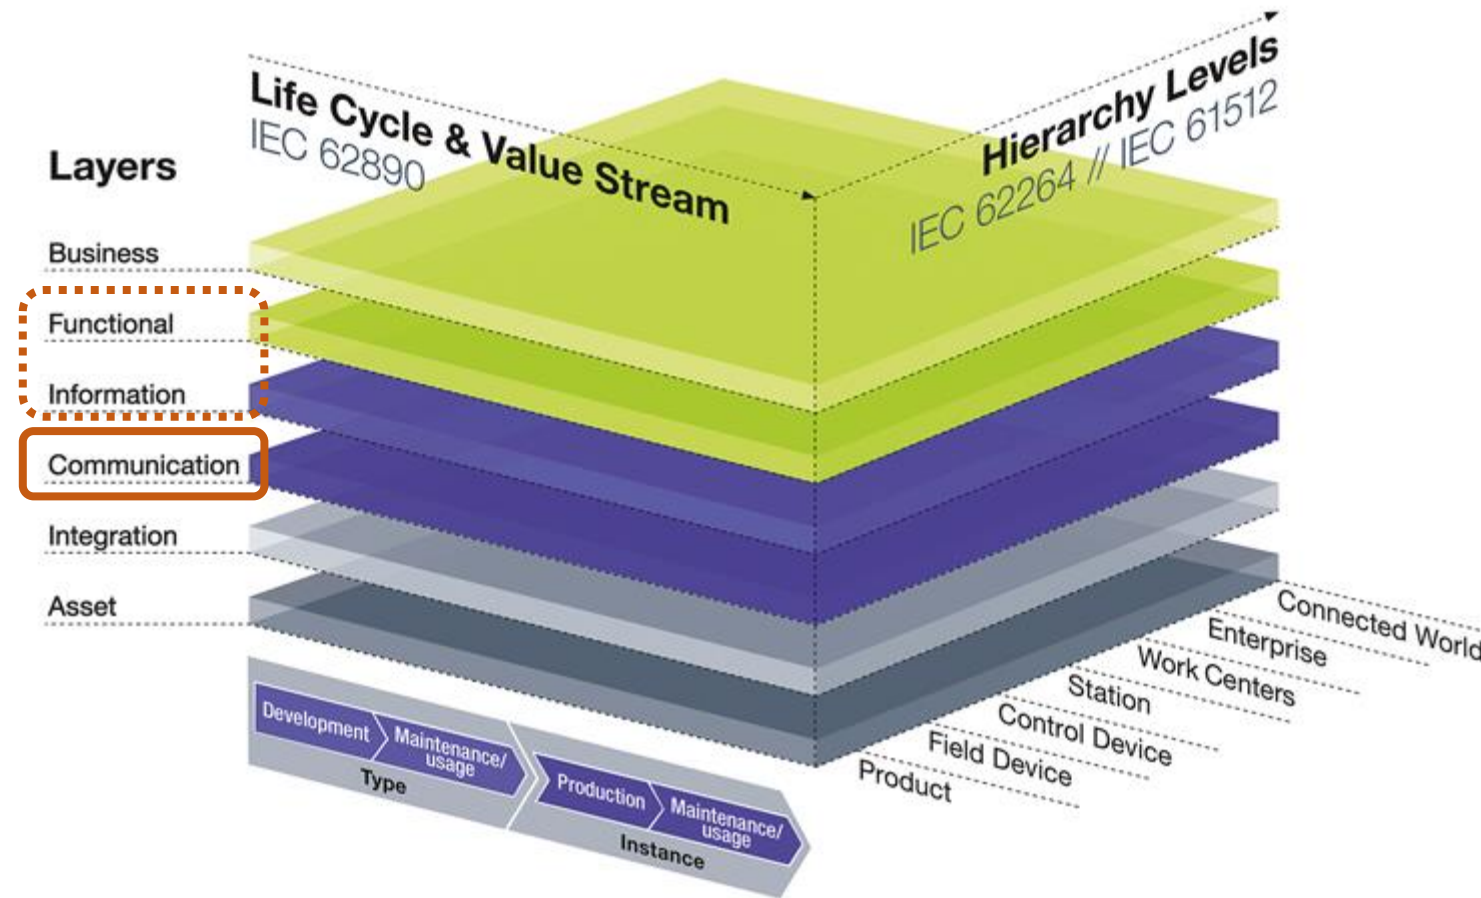 Life Cycle & Value Stream
IEC 62890
Hierarchy Levels
IEC 62264 // IEC 61512
Layers
Business
Functional
Information
Communication
Integration
Asset
Development
Maintenance/
usage
Type
Production
Maintenance/
usage
Instance
Connected World
Enterprise
Work Centers
Station
Control Device
Field Device
Product